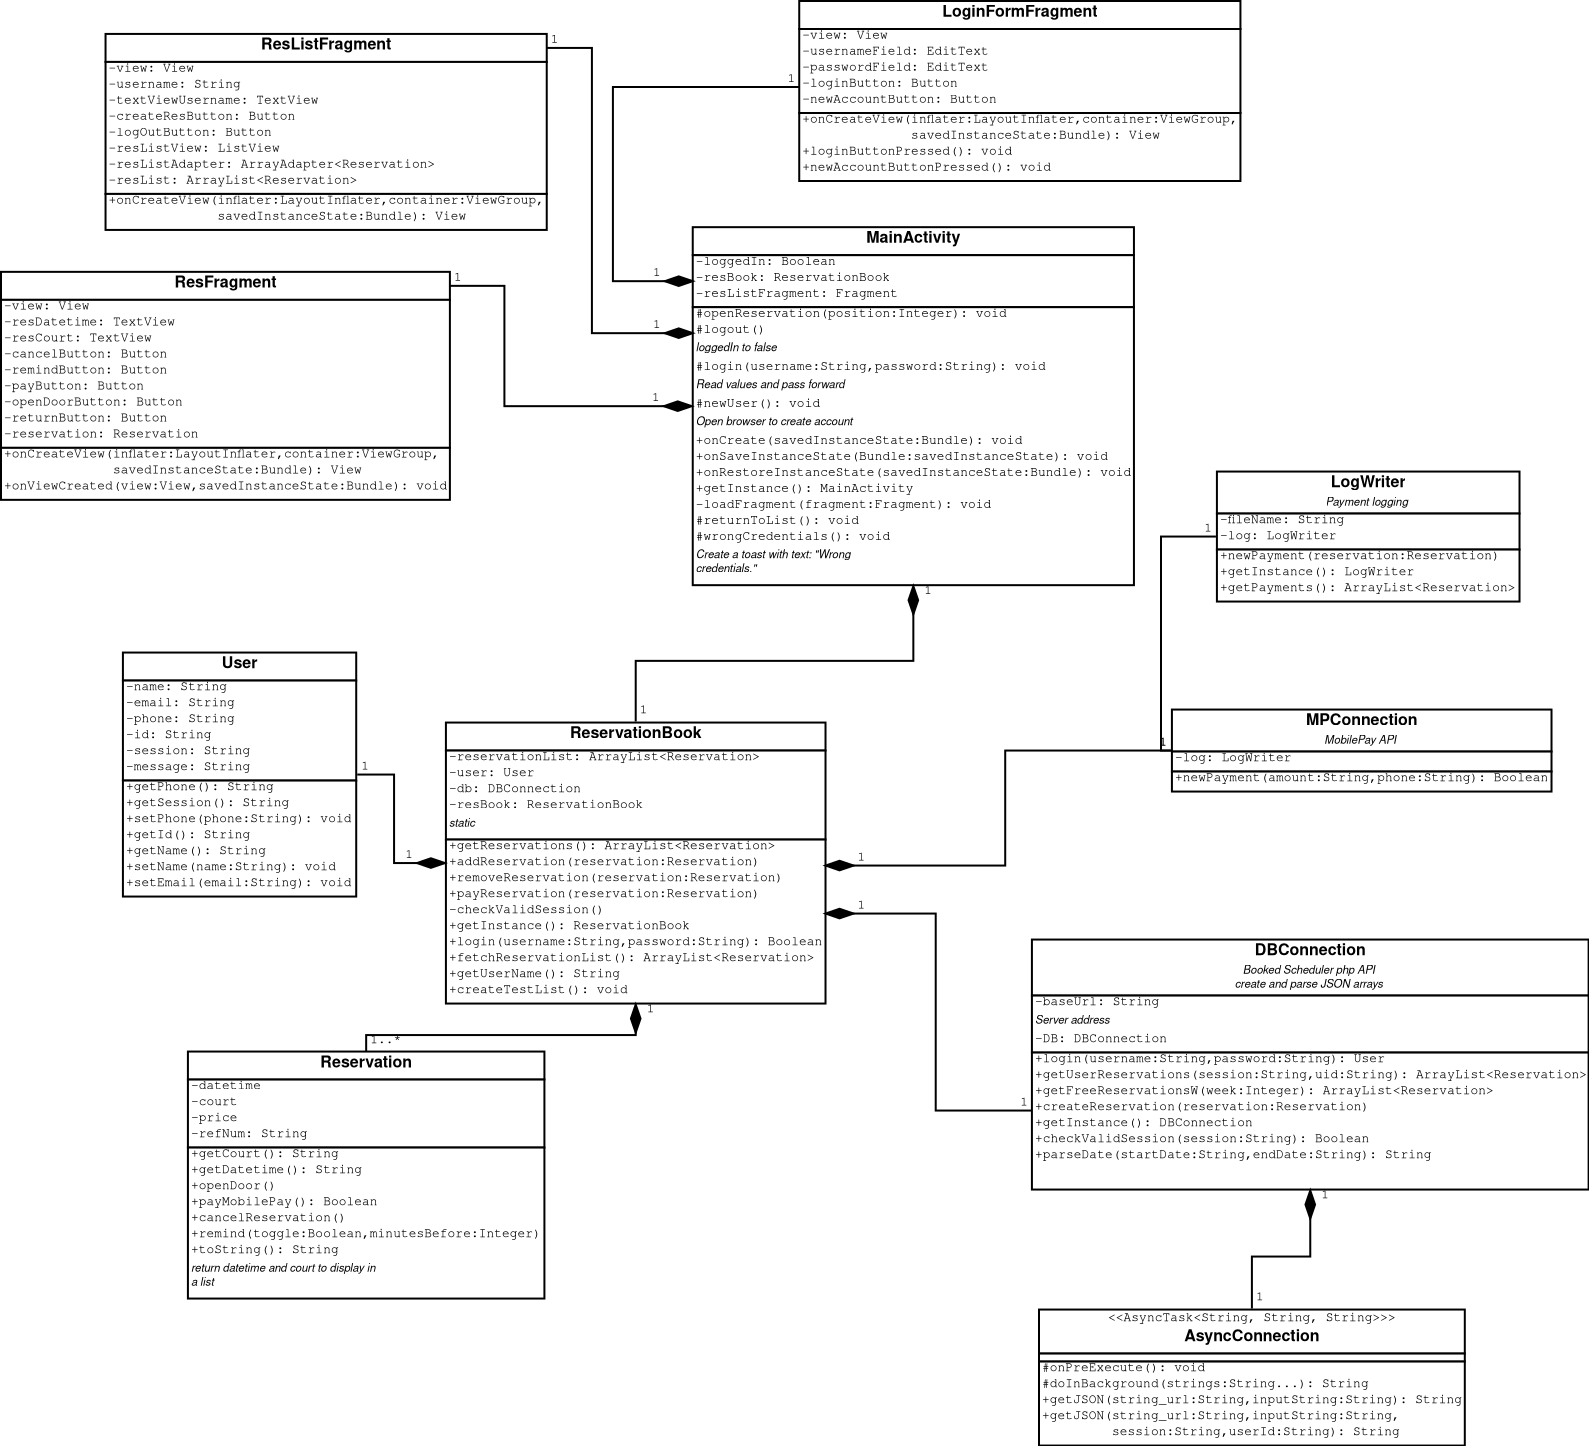 LoginFormFragment
-view: View
-usernameField: EditText
-passwordField: EditText
-loginButton: Button
-newAccountButton: Button
+onCreateView(inflater:LayoutInflater,container:ViewGroup,
savedInstanceState:Bundle): View
+loginButtonPressed(): void
+newAccountButtonPressed(): void
1
1
ResListFragment
-view: View
-username: String
-textViewUsername: TextView
-createResButton: Button
-logOutButton: Button
-resListView: ListView
-resListAdapter: ArrayAdapter<Reservation>
-resList: ArrayList<Reservation>
+onCreateView(inflater:LayoutInflater,container:ViewGroup,
savedInstanceState:Bundle): View
1
1
ResFragment
-view: View
-resDatetime: TextView
-resCourt: TextView
-cancelButton: Button
-remindButton: Button
-payButton: Button
-openDoorButton: Button
-returnButton: Button
-reservation: Reservation
+onCreateView(inflater:LayoutInflater,container:ViewGroup,
savedInstanceState:Bundle): View
+onViewCreated(view:View,savedInstanceState:Bundle): void
1
1
MainActivity
-loggedIn: Boolean
-resBook: ReservationBook
-resListFragment: Fragment
#openReservation(position:Integer): void
#logout()
loggedIn to false
#login(username:String,password:String): void
Read values and pass forward
#newUser(): void
Open browser to create account
+onCreate(savedInstanceState:Bundle): void
+onSaveInstanceState(Bundle:savedInstanceState): void
+onRestoreInstanceState(savedInstanceState:Bundle): void
+getInstance(): MainActivity
-loadFragment(fragment:Fragment): void
#returnToList(): void
#wrongCredentials(): void
Create a toast with text: "Wrong
credentials."
1
1
LogWriter
Payment logging
-fileName: String
-log: LogWriter
+newPayment(reservation:Reservation)
+getInstance(): LogWriter
+getPayments(): ArrayList<Reservation>
1
1
User
-name: String
-email: String
-phone: String
-id: String
-session: String
-message: String
+getPhone(): String
+getSession(): String
+setPhone(phone:String): void
+getId(): String
+getName(): String
+setName(name:String): void
+setEmail(email:String): void
1
1
ReservationBook
-reservationList: ArrayList<Reservation>
-user: User
-db: DBConnection
-resBook: ReservationBook
static
+getReservations(): ArrayList<Reservation>
+addReservation(reservation:Reservation)
+removeReservation(reservation:Reservation)
+payReservation(reservation:Reservation)
-checkValidSession()
+getInstance(): ReservationBook
+login(username:String,password:String): Boolean
+fetchReservationList(): ArrayList<Reservation>
+getUserName(): String
+createTestList(): void
1
1
1
MPConnection
MobilePay API
-log: LogWriter
+newPayment(amount:String,phone:String): Boolean
1
DBConnection
Booked Scheduler php API
create and parse JSON arrays
-baseUrl: String
Server address
-DB: DBConnection
+login(username:String,password:String): User
+getUserReservations(session:String,uid:String): ArrayList<Reservation>
+getFreeReservationsW(week:Integer): ArrayList<Reservation>
+createReservation(reservation:Reservation)
+getInstance(): DBConnection
+checkValidSession(session:String): Boolean
+parseDate(startDate:String,endDate:String): String
1
1..*
Reservation
-datetime
-court
-price
-refNum: String
+getCourt(): String
+getDatetime(): String
+openDoor()
+payMobilePay(): Boolean
+cancelReservation()
+remind(toggle:Boolean,minutesBefore:Integer)
+toString(): String
return datetime and court to display in
a list
1
<<AsyncTask<String, String, String>>>
AsyncConnection
#onPreExecute(): void
#doInBackground(strings:String...): String
+getJSON(string_url:String,inputString:String): String
+getJSON(string_url:String,inputString:String,
session:String,userId:String): String